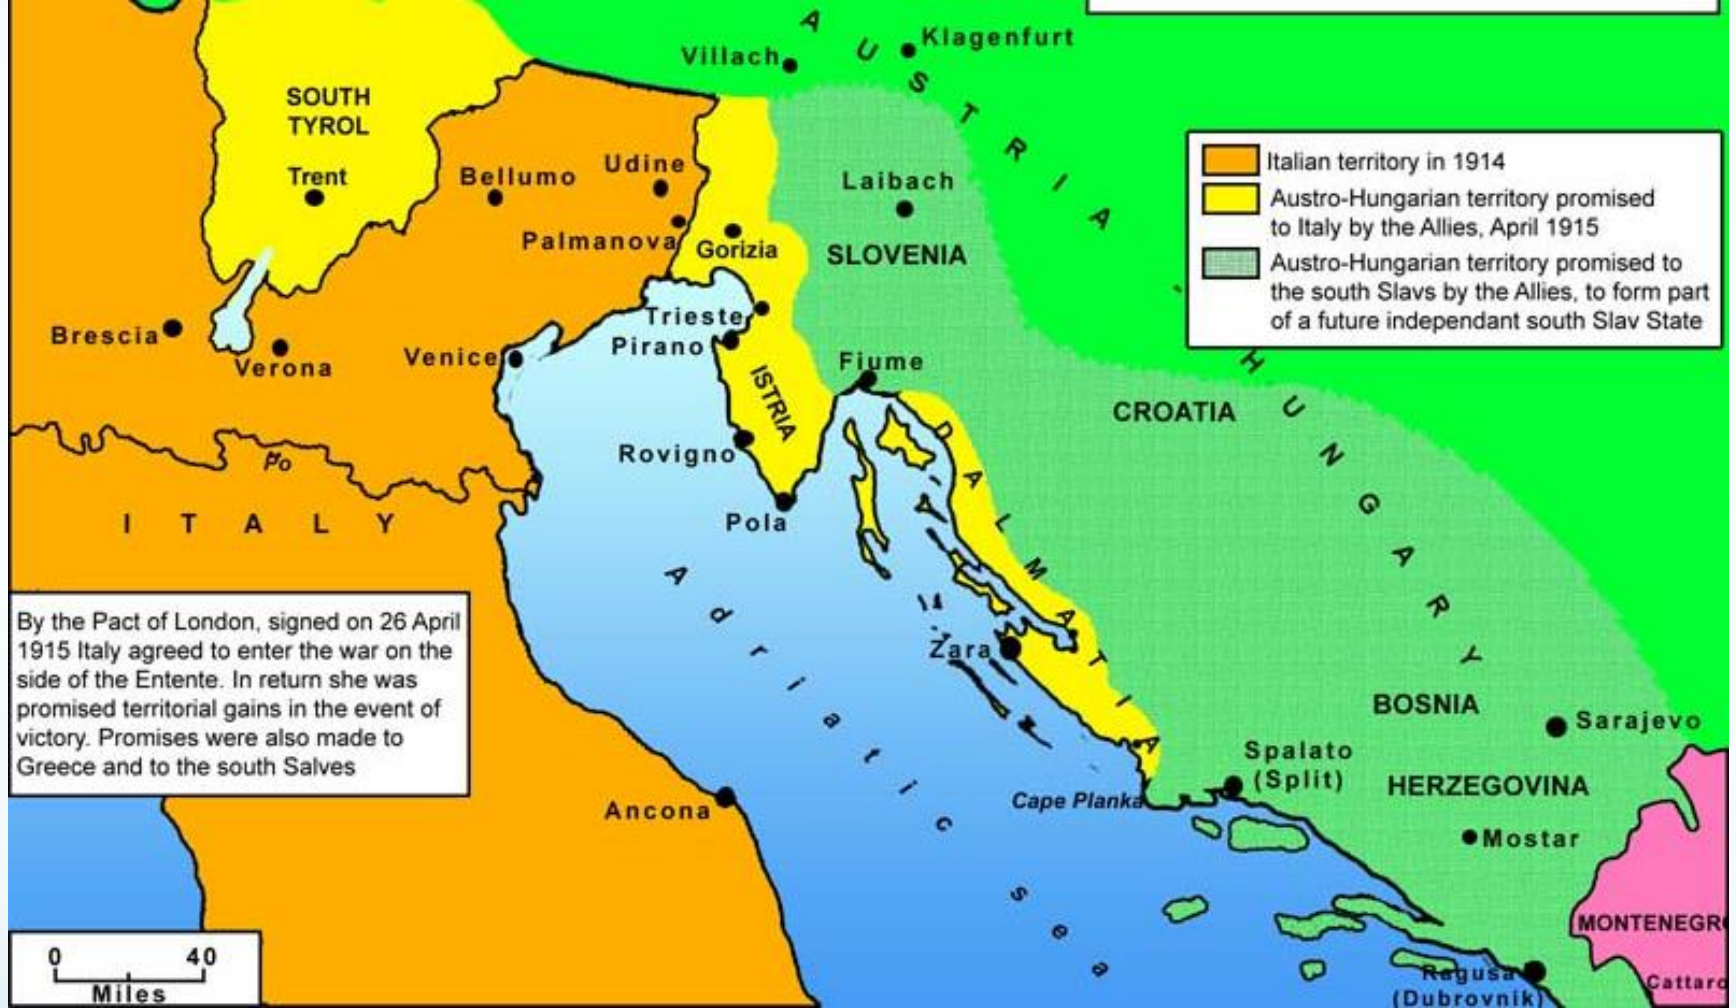 AUSTRIA-HUNGARY
Villach
Klagenfurt
SOUTH
TYROL
Trent
Bellumo
Udine
Palmanova
Gorizia
Laibach
SLOVENIA
Italian territory in 1914
Austro-Hungarian territory promised
to Italy by the Allies, April 1915
Austro-Hungarian territory promised to
the south Slavs by the Allies, to form part
of a future independant south Slav State
Brescia
Verona
Venice
Trieste
Pirano
ISTRIA
Fiume
CROATIA
Rovigno
Pola
Po
ITALY
DALMATIA
Adriatic sea
By the Pact of London, signed on 26 April
1915 Italy agreed to enter the war on the
side of the Entente. In return she was
promised territorial gains in the event of
victory. Promises were also made to
Greece and to the south Salves
Zara
BOSNIA
Sarajevo
Spalato
(Split)
HERZEGOVINA
Cape Planka
Ancona
Mostar
MONTENEGR
Cattaro
Ragusa
(Dubrovnik)
0 40
Miles